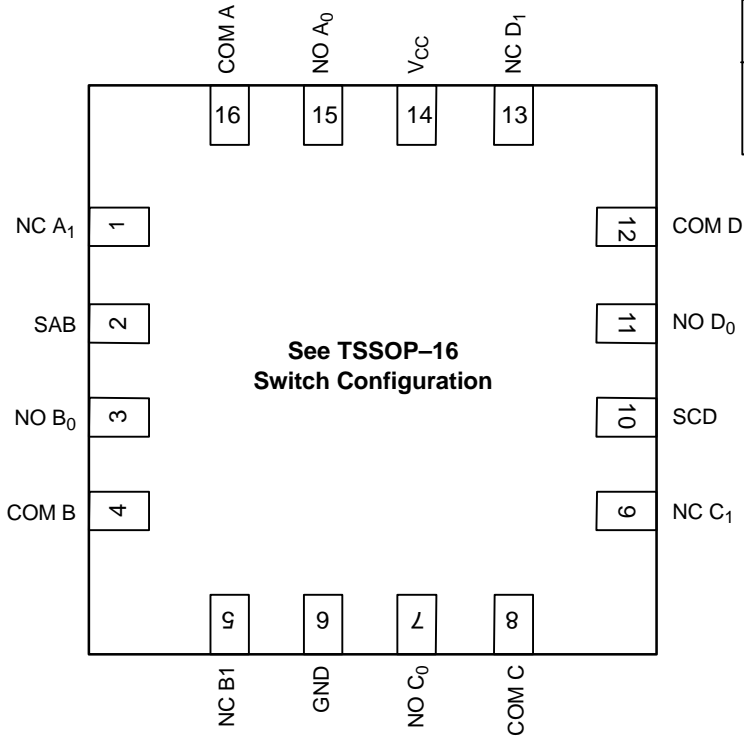 COM A
NO A₀
VCC
NC D₁
16
15
14
13
NC A₁ 1
12 COM D
SAB 2
11 NO D₀
See TSSOP–16
Switch Configuration
NO B₀ 3
10 SCD
COM B 4
9 NC C₁
5
6
7
8
NC B1
GND
NO C₀
COM C